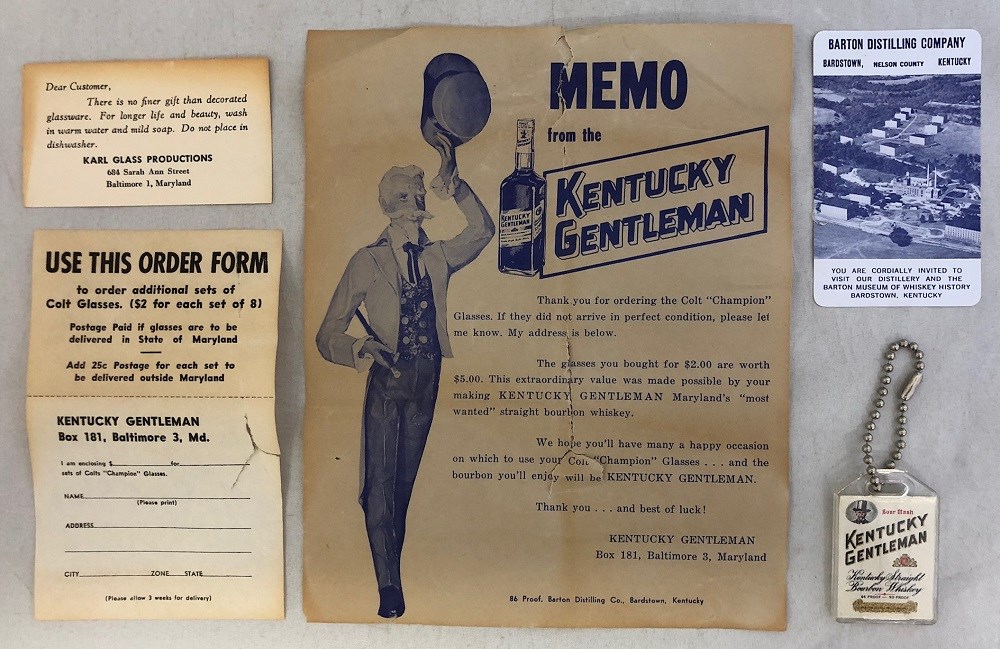 Dear Customer,
There is no finer gift than decorated
glassware. For longer life and beauty, wash
in warm water and mild soap. Do not place in
dishwasher.
KARL GLASS PRODUCTIONS
684 Sarah Ann Street
Baltimore 1, Maryland
USE THIS ORDER FORM
to order additional sets of
Colt Glasses. ($2 for each set of 8)
Postage Paid if glasses are to be
delivered in State of Maryland
Add 25c Postage for each set to
be delivered outside Maryland
KENTUCKY GENTLEMAN
Box 181, Baltimore 3, Md.
I am enclosing $ for
sets of Colts "Champion" Glasses.
NAME
(Please print)
ADDRESS
CITY ZONE STATE
(Please allow 3 weeks for delivery)
MEMO
from the
KENTUCKY
GENTLEMAN
KENTUCKY
GENTLEMAN
Thank you for ordering the Colt "Champion"
Glasses. If they did not arrive in perfect condition, please let
me know. My address is below.
The glasses you bought for $2.00 are worth
$5.00. This extraordinary value was made possible by your
making KENTUCKY GENTLEMAN Maryland's "most
wanted" straight bourbon whiskey.
We hope you'll have many a happy occasion
on which to use your Colt "Champion" Glasses . . . and the
bourbon you'll enjoy will be KENTUCKY GENTLEMAN.
Thank you . . . and best of luck!
KENTUCKY GENTLEMAN
Box 181, Baltimore 3, Maryland
86 Proof, Barton Distilling Co., Bardstown, Kentucky
BARTON DISTILLING COMPANY
BARDSTOWN, NELSON COUNTY KENTUCKY
YOU ARE CORDIALLY INVITED TO
VISIT OUR DISTILLERY AND THE
BARTON MUSEUM OF WHISKEY HISTORY
BARDSTOWN, KENTUCKY
Sour Mash
KENTUCKY
GENTLEMAN
Kentucky Straight
Bourbon Whiskey